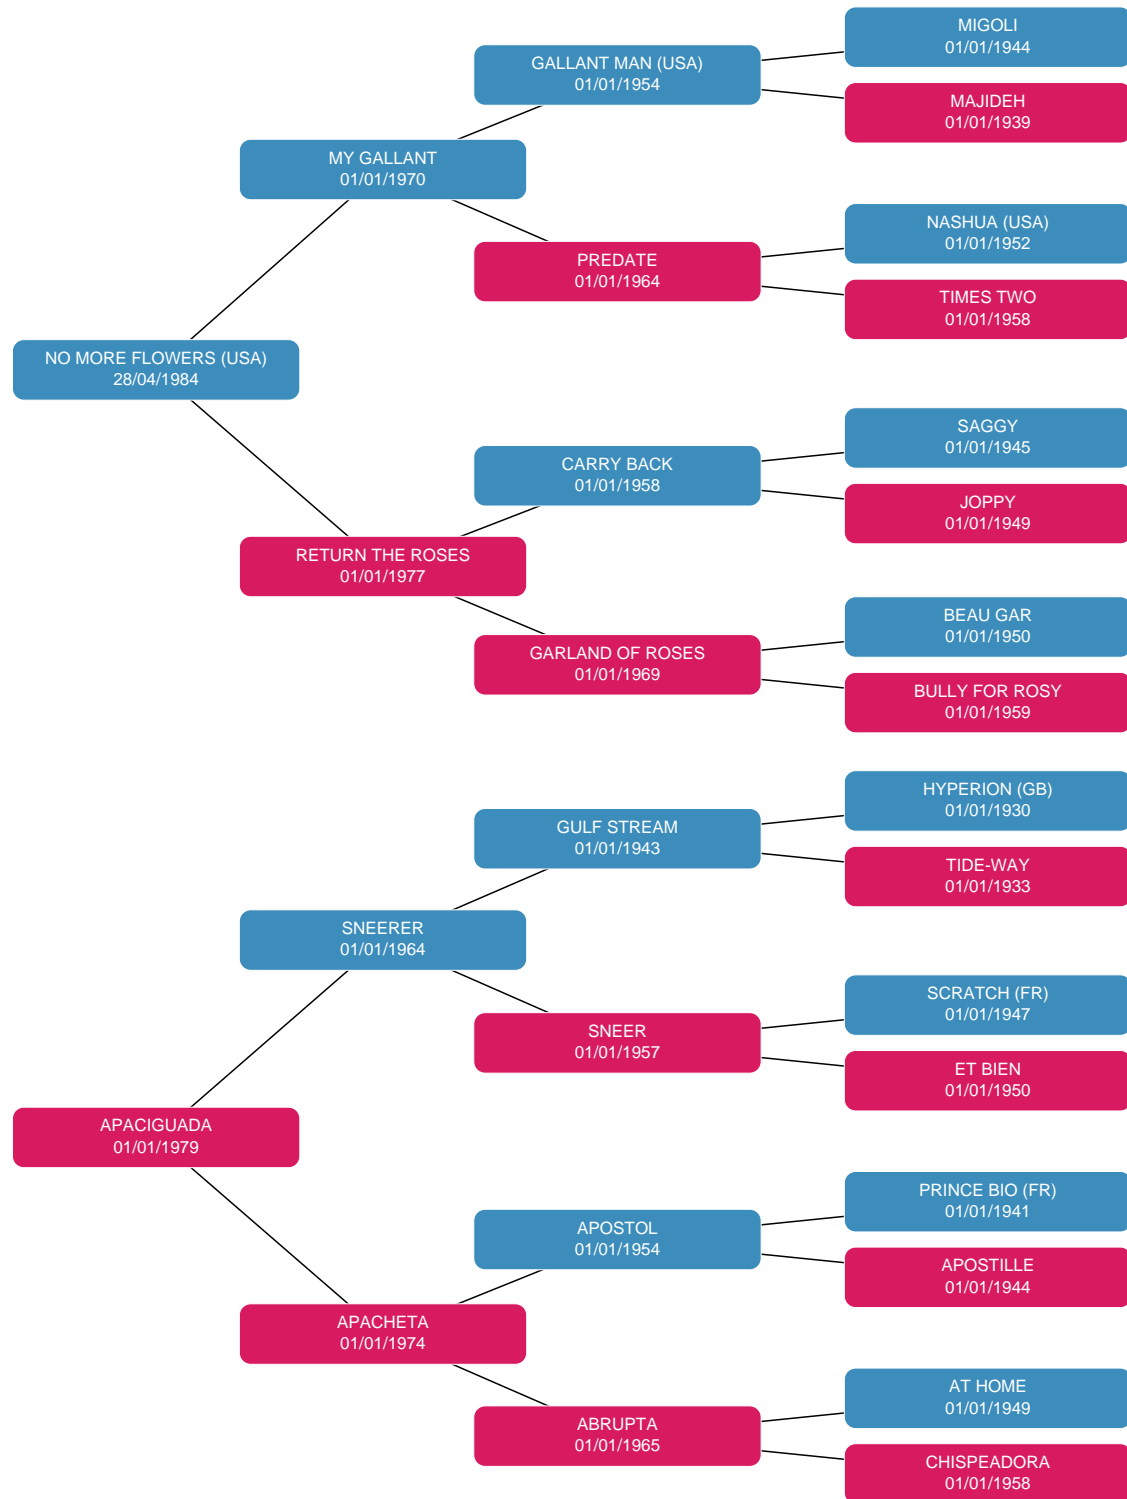 MIGOLI
01/01/1944
GALLANT MAN (USA)
01/01/1954
MAJIDEH
01/01/1939
MY GALLANT
01/01/1970
NASHUA (USA)
01/01/1952
PREDATE
01/01/1964
TIMES TWO
01/01/1958
NO MORE FLOWERS (USA)
28/04/1984
SAGGY
01/01/1945
CARRY BACK
01/01/1958
JOPPY
01/01/1949
RETURN THE ROSES
01/01/1977
BEAU GAR
01/01/1950
GARLAND OF ROSES
01/01/1969
BULLY FOR ROSY
01/01/1959
HYPERION (GB)
01/01/1930
GULF STREAM
01/01/1943
TIDE-WAY
01/01/1933
SNEERER
01/01/1964
SCRATCH (FR)
01/01/1947
SNEER
01/01/1957
ET BIEN
01/01/1950
APACIGUADA
01/01/1979
PRINCE BIO (FR)
01/01/1941
APOSTOL
01/01/1954
APOSTILLE
01/01/1944
APACHETA
01/01/1974
AT HOME
01/01/1949
ABRUPTA
01/01/1965
CHISPEADORA
01/01/1958